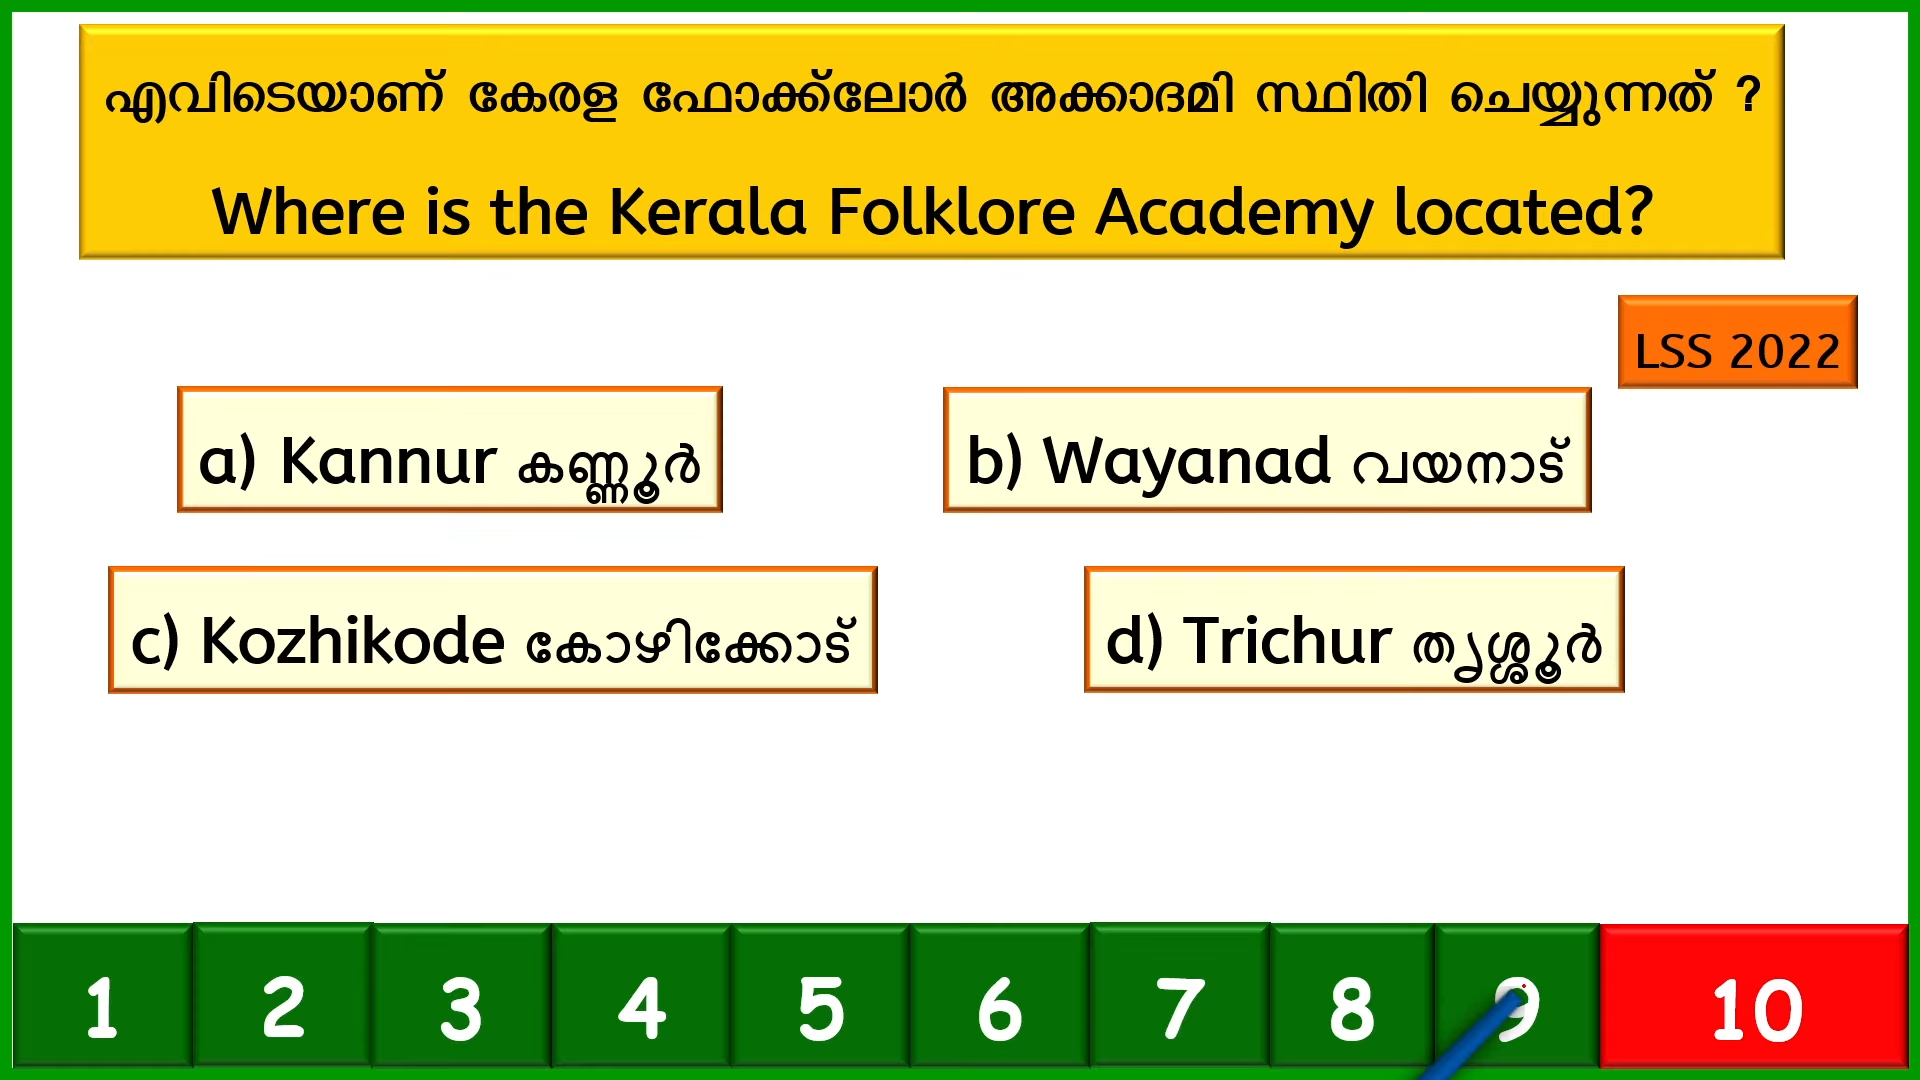 എവിടെയാണ് കേരള ഫോക്ക്ലോർ അക്കാദമി സ്ഥിതി ചെയ്യുന്നത് ?
Where is the Kerala Folklore Academy located?
LSS 2022
a) Kannur കണ്ണൂർ
b) Wayanad വയനാട്
c) Kozhikode കോഴിക്കോട്
d) Trichur തൃശ്ശൂർ
1 2 3 4 5 6 7 8 9 10